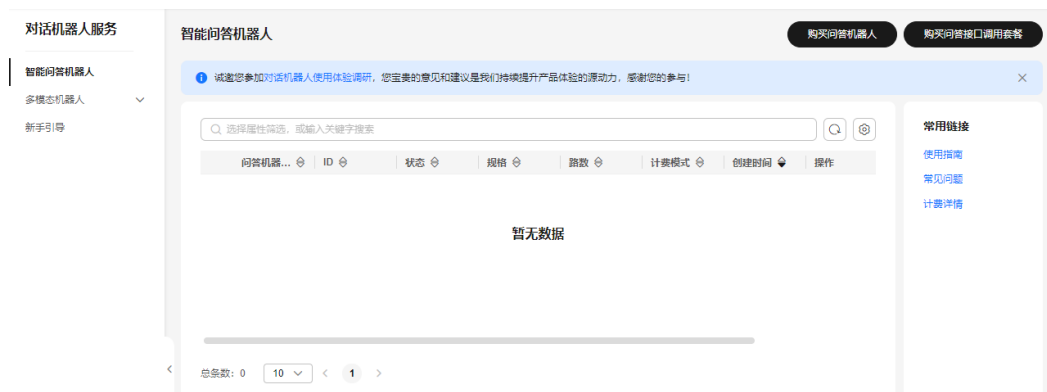 对话机器人服务
智能问答机器人
多模态机器人
新手引导
智能问答机器人
购买问答机器人
购买问答接口调用套餐
诚邀您参加对话机器人使用体验调研，您宝贵的意见和建议是我们持续提升产品体验的源动力，感谢您的参与！
选择属性筛选，或输入关键字搜索
问答机器... ID 状态 规格 路数 计费模式 创建时间 操作
暂无数据
总条数：0 10 1
常用链接
使用指南
常见问题
计费详情